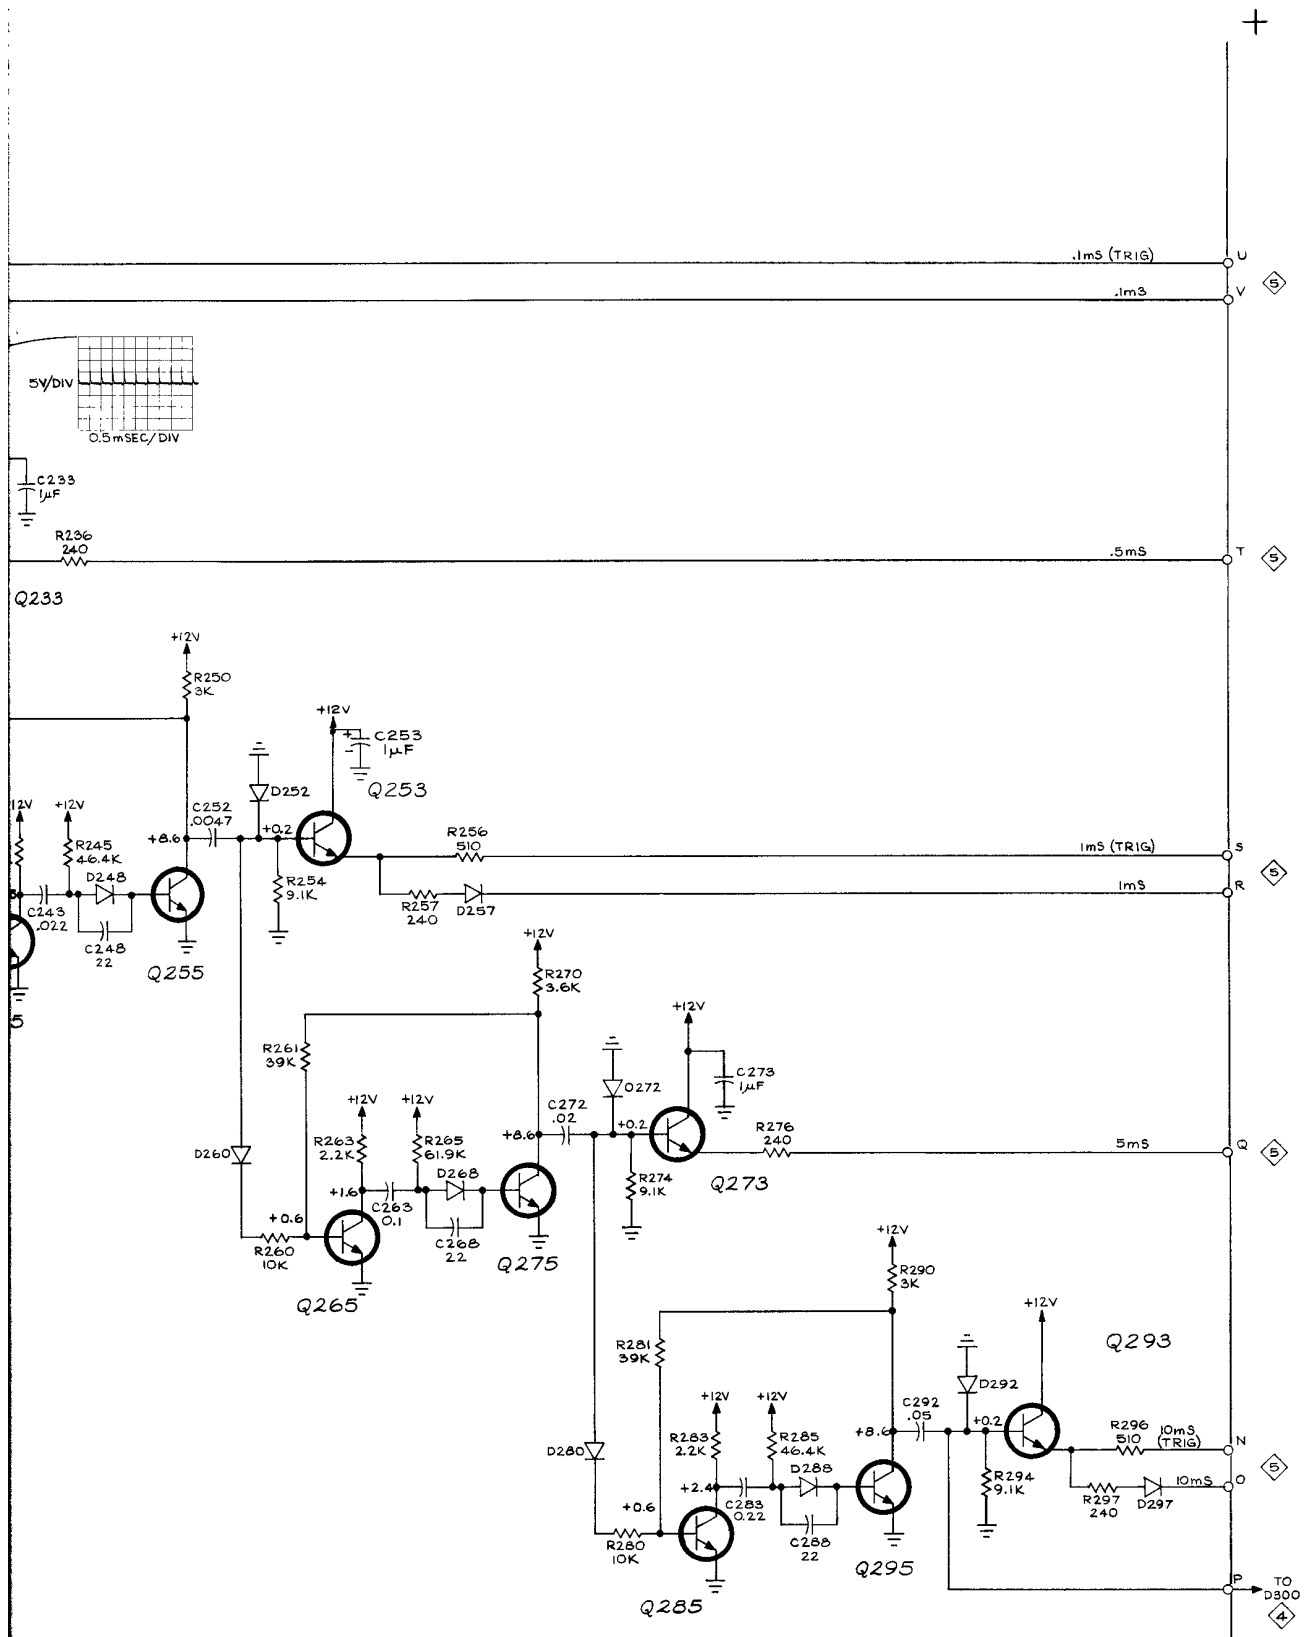 .1mS (TRIG)
U
5
.1mS
V
5V/DIV
0.5mSEC/DIV
C233
1µF
R236
240
.5mS
T
5
Q233
+12V
R250
3K
+12V
C253
1µF
+
-
Q253
D252
12V
+12V
C252
.0047
+8.6
+0.2
R245
46.4K
D248
R256
510
1mS (TRIG)
S
5
R254
9.1K
R257
240
D257
1mS
R
C243
.022
C248
22
Q255
5
+12V
R270
3.6K
+12V
R261
39K
C273
1µF
D272
+12V
+12V
C272
.02
+8.6
+0.2
R263
2.2K
R265
61.9K
D260
D268
R276
240
5mS
Q
5
R274
9.1K
Q273
+1.6
C263
0.1
+0.6
R260
10K
C268
22
Q275
Q265
+12V
R290
3K
+12V
Q293
R281
39K
D292
+12V
+12V
C292
.05
+8.6
+0.2
R283
2.2K
R285
46.4K
D280
D288
R296
510
10mS
(TRIG)
N
5
R294
9.1K
R297
240
D297
10mS
O
+2.4
C283
0.22
+0.6
R280
10K
C288
22
Q295
Q285
P
TO
D300
4